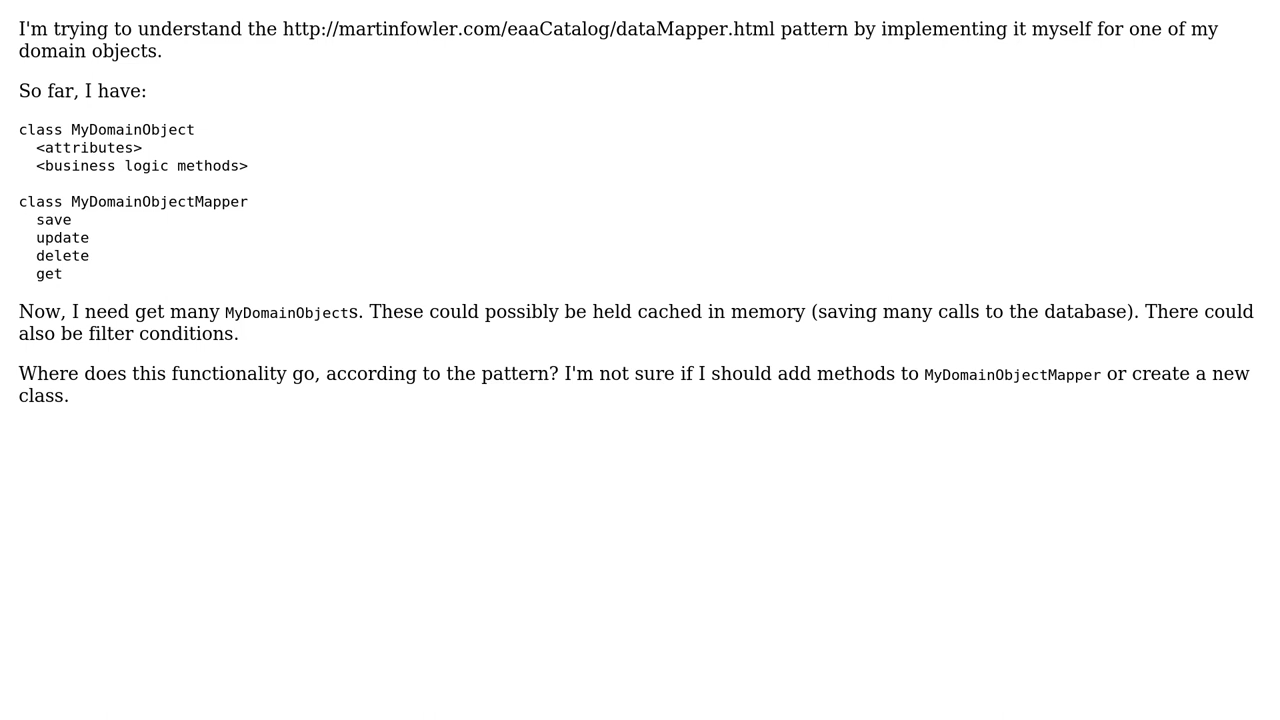 I'm trying to understand the http://martinfowler.com/eaaCatalog/dataMapper.html pattern by implementing it myself for one of my
domain objects.
So far, I have:
class MyDomainObject
<attributes>
<business logic methods>
class MyDomainObjectMapper
save
update
delete
get
Now, I need get many MyDomainObjects. These could possibly be held cached in memory (saving many calls to the database). There could
also be filter conditions.
Where does this functionality go, according to the pattern? I'm not sure if I should add methods to MyDomainObjectMapper or create a new
class.